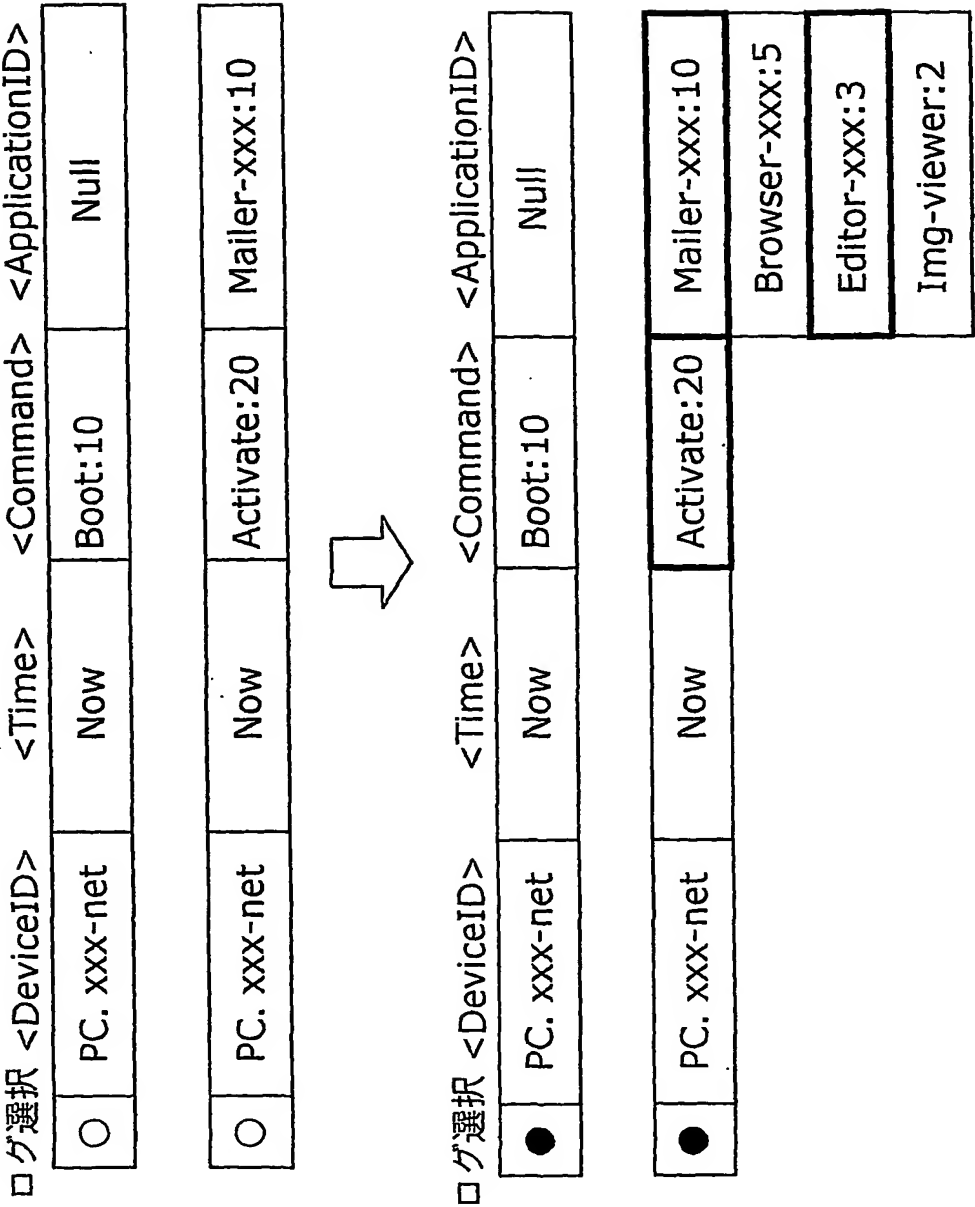 ログ選択 <DeviceID> <Time> <Command> <ApplicationID>
○ PC. xxx-net Now Boot:10 Null
○ PC. xxx-net Now Activate:20 Mailer-xxx:10
ログ選択 <DeviceID> <Time> <Command> <ApplicationID>
● PC. xxx-net Now Boot:10 Null
● PC. xxx-net Now Activate:20 Mailer-xxx:10
Browser-xxx:5
Editor-xxx:3
Img-viewer:2